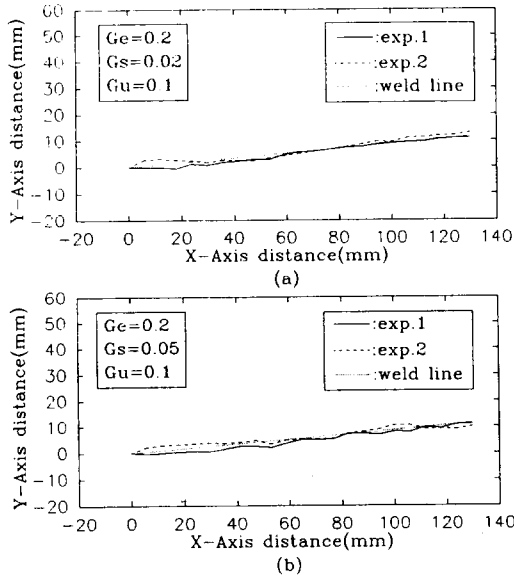 60
50
40
30
20
10
0
−10
−20
Y-Axis distance(mm)
Ge=0.2
Gs=0.02
Gu=0.1
:exp.1
:exp.2
:weld line
−20 0 20 40 60 80 100 120 140
X-Axis distance(mm)
(a)
60
50
40
30
20
10
0
−10
−20
Y-Axis distance(mm)
Ge=0.2
Gs=0.05
Gu=0.1
:exp.1
:exp.2
:weld line
−20 0 20 40 60 80 100 120 140
X-Axis distance(mm)
(b)